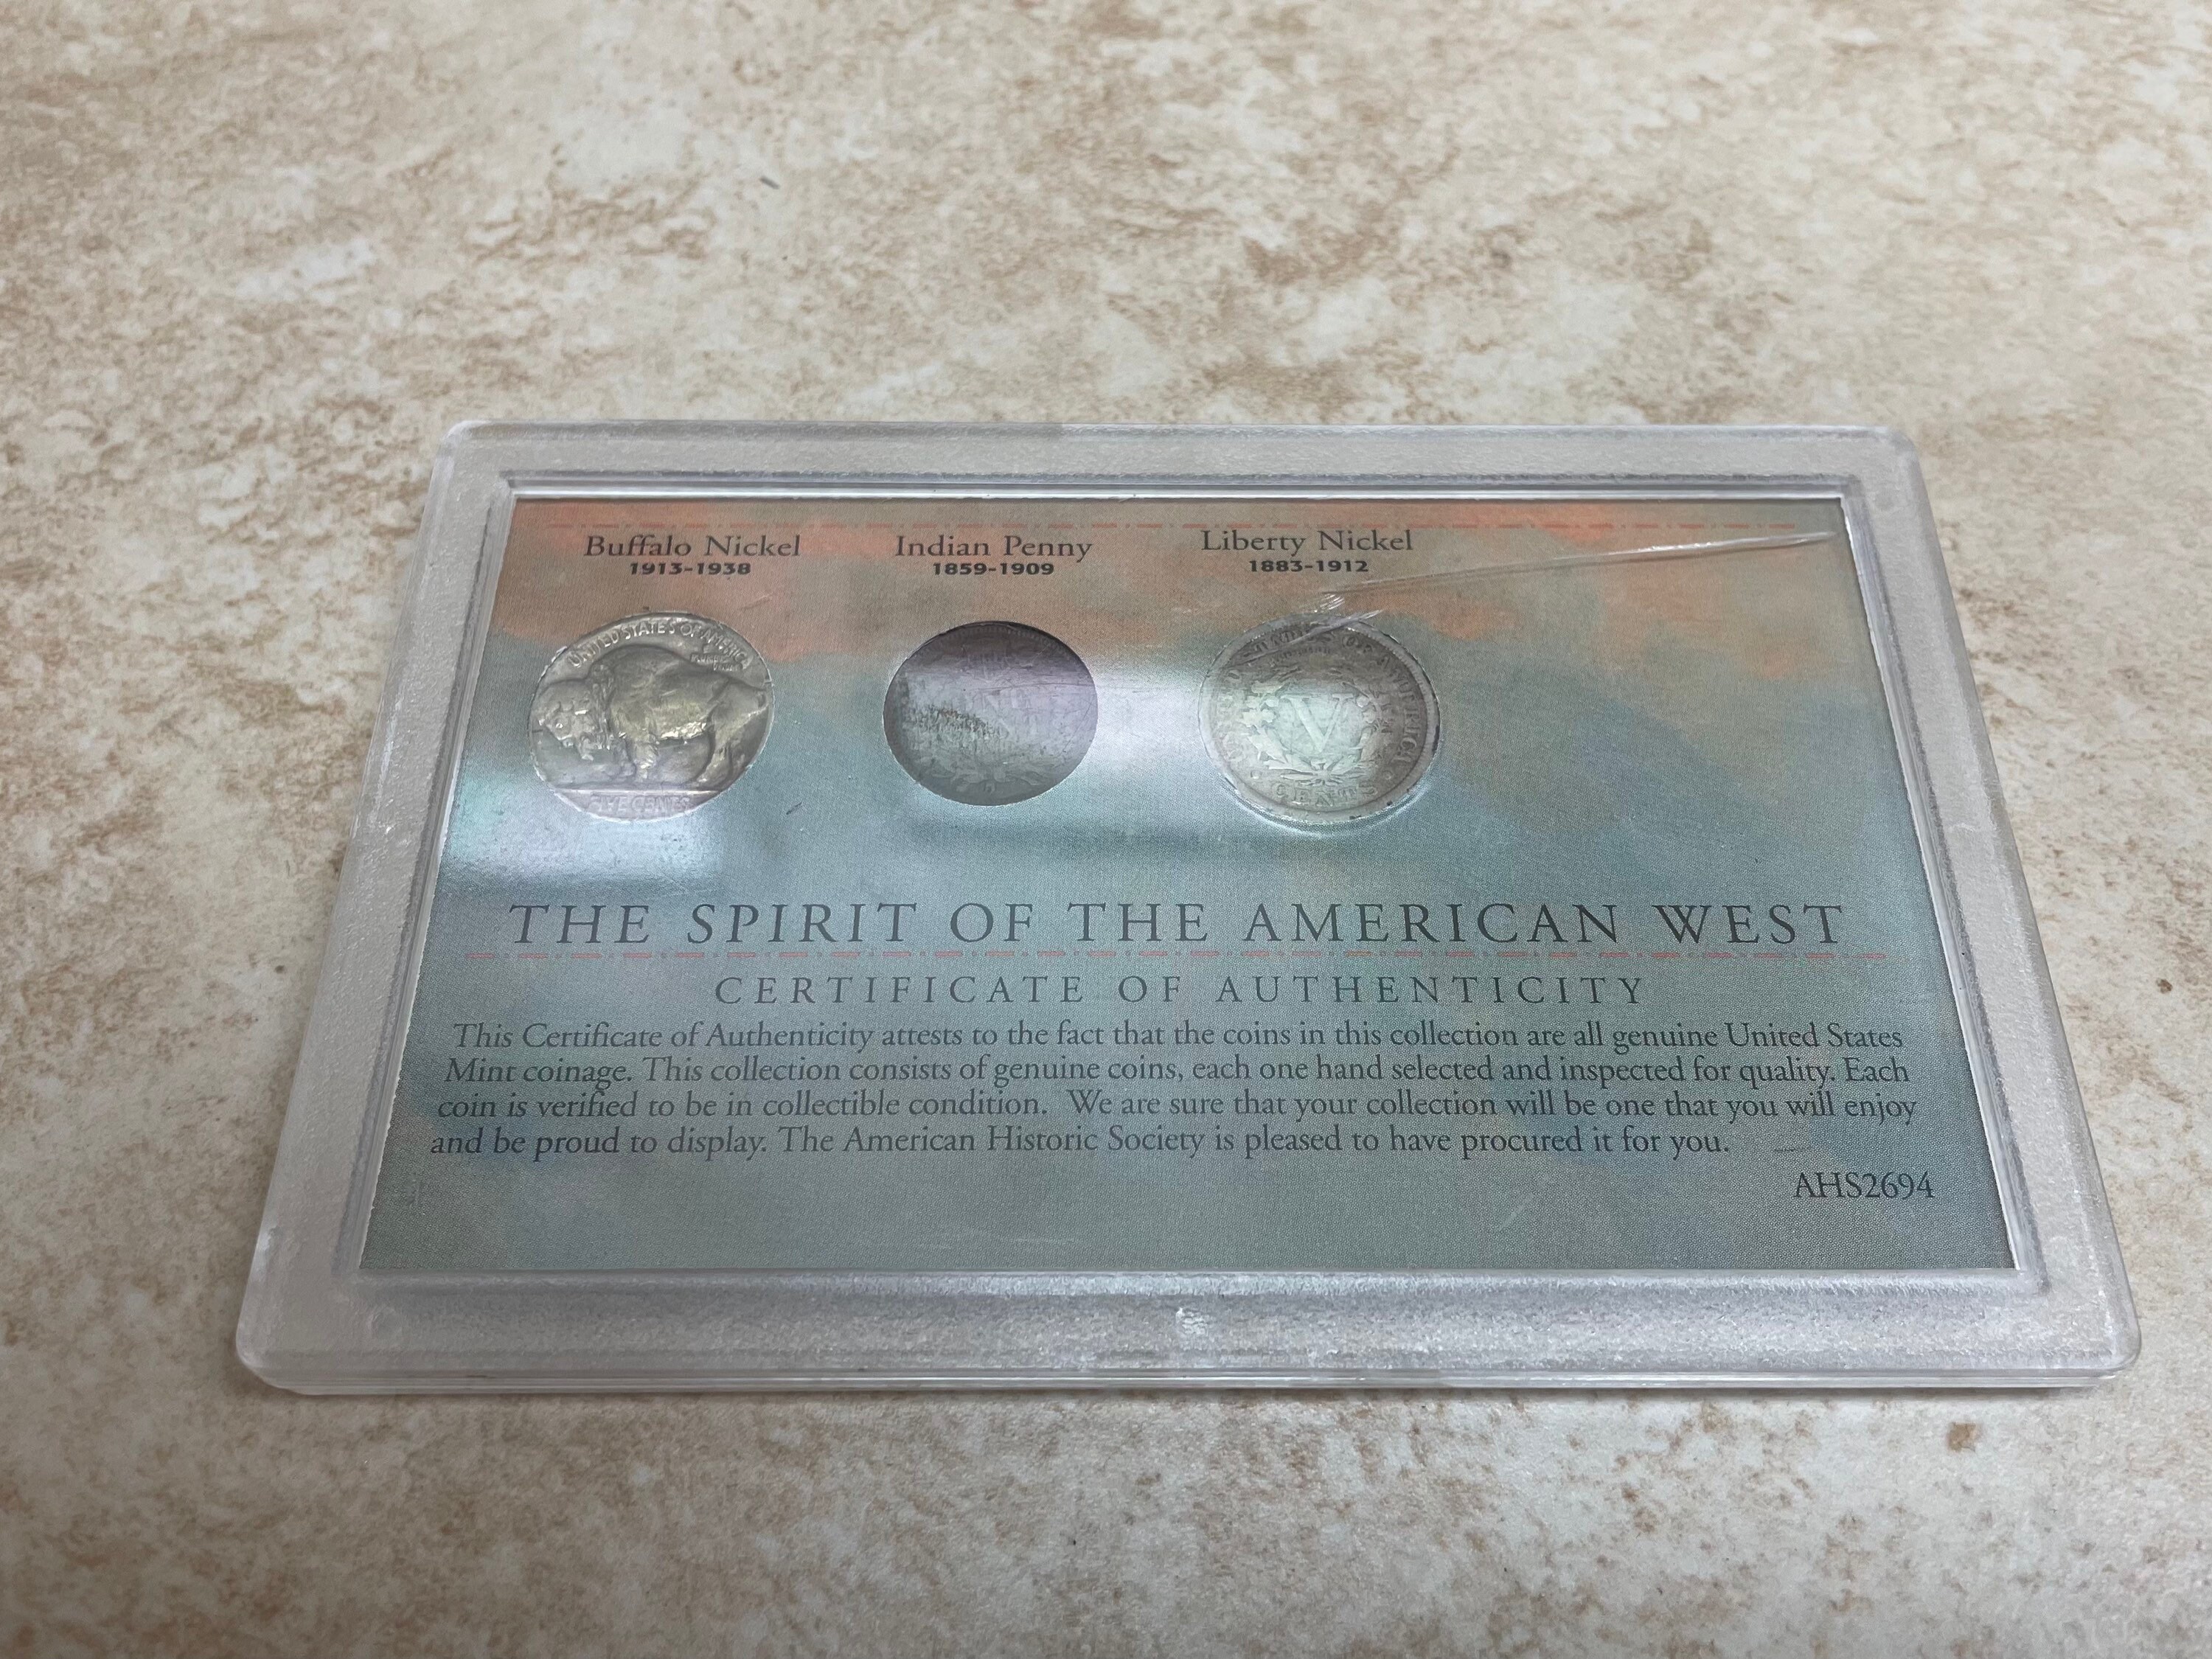 Buffalo Nickel Indian Penny Liberty Nickel
1913-1938 1859-1909 1883-1912
UNITED STATES OF AMERICA
FIVE CENTS
V
THE SPIRIT OF THE AMERICAN WEST
CERTIFICATE OF AUTHENTICITY
This Certificate of Authenticity attests to the fact that the coins in this collection are all genuine United States
Mint coinage. This collection consists of genuine coins, each one hand selected and inspected for quality. Each
coin is verified to be in collectible condition. We are sure that your collection will be one that you will enjoy
and be proud to display. The American Historic Society is pleased to have procured it for you.
AHS2694